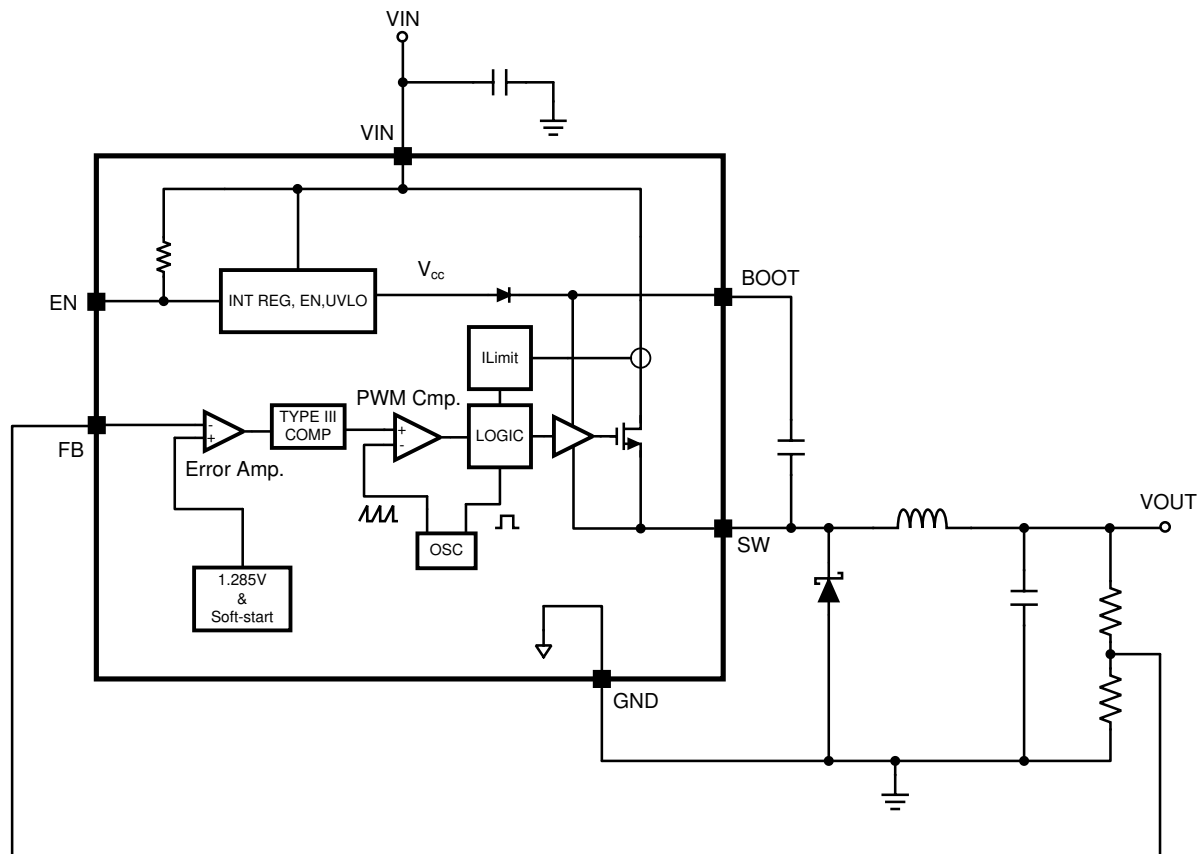 VIN
VIN
V_cc
BOOT
EN
INT REG, EN,UVLO
ILimit
PWM Cmp.
TYPE III
COMP
-
+
+
-
LOGIC
FB
Error Amp.
VOUT
SW
OSC
1.285V
&
Soft-start
GND